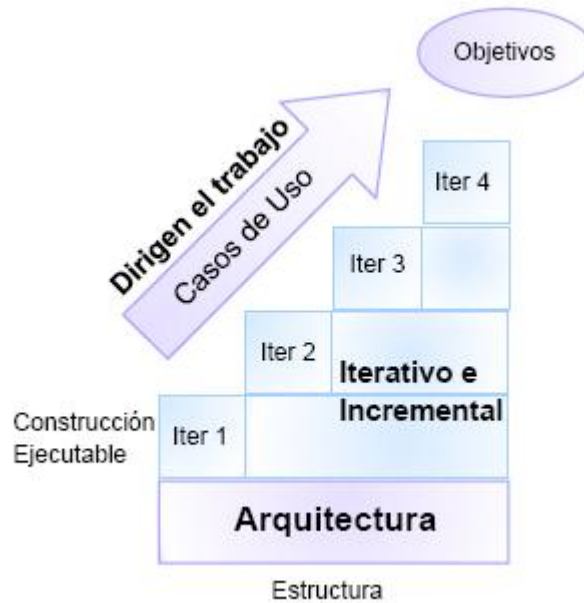 Objetivos
Dirigen el trabajo
Casos de Uso
Iter 4
Iter 3
Iter 2
Iterativo e
Incremental
Construcción
Ejecutable
Iter 1
Arquitectura
Estructura